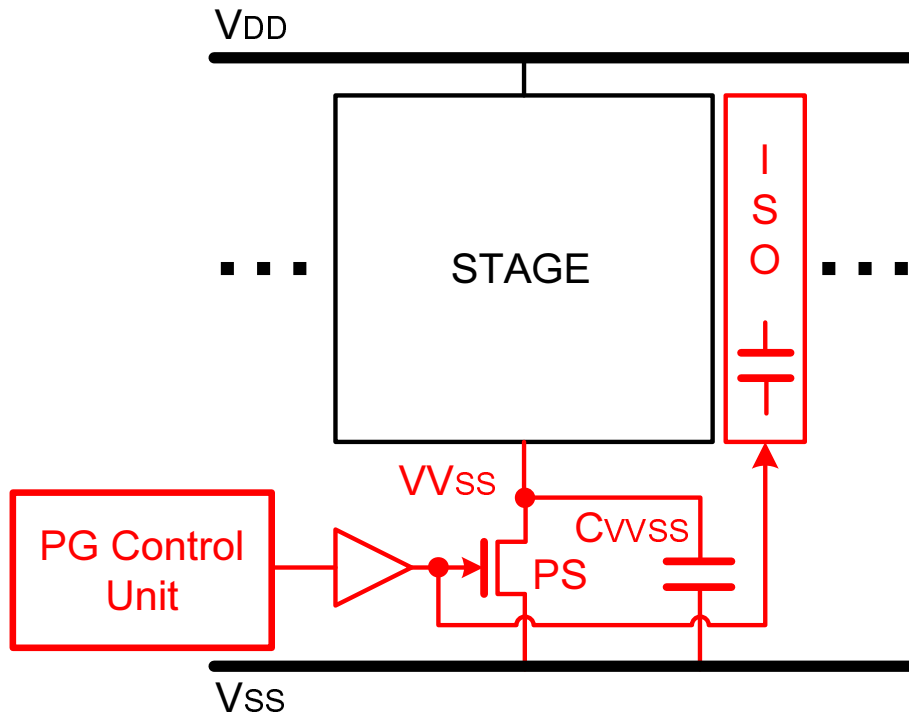 VDD
I
S
O
STAGE
VVSS
CVVSS
PG Control
Unit
PS
VSS